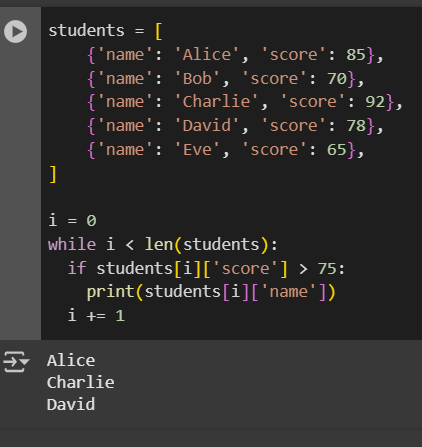 students = [
    {'name': 'Alice', 'score': 85},
    {'name': 'Bob', 'score': 70},
    {'name': 'Charlie', 'score': 92},
    {'name': 'David', 'score': 78},
    {'name': 'Eve', 'score': 65},
]

i = 0
while i < len(students):
  if students[i]['score'] > 75:
    print(students[i]['name'])
  i += 1
Alice
Charlie
David